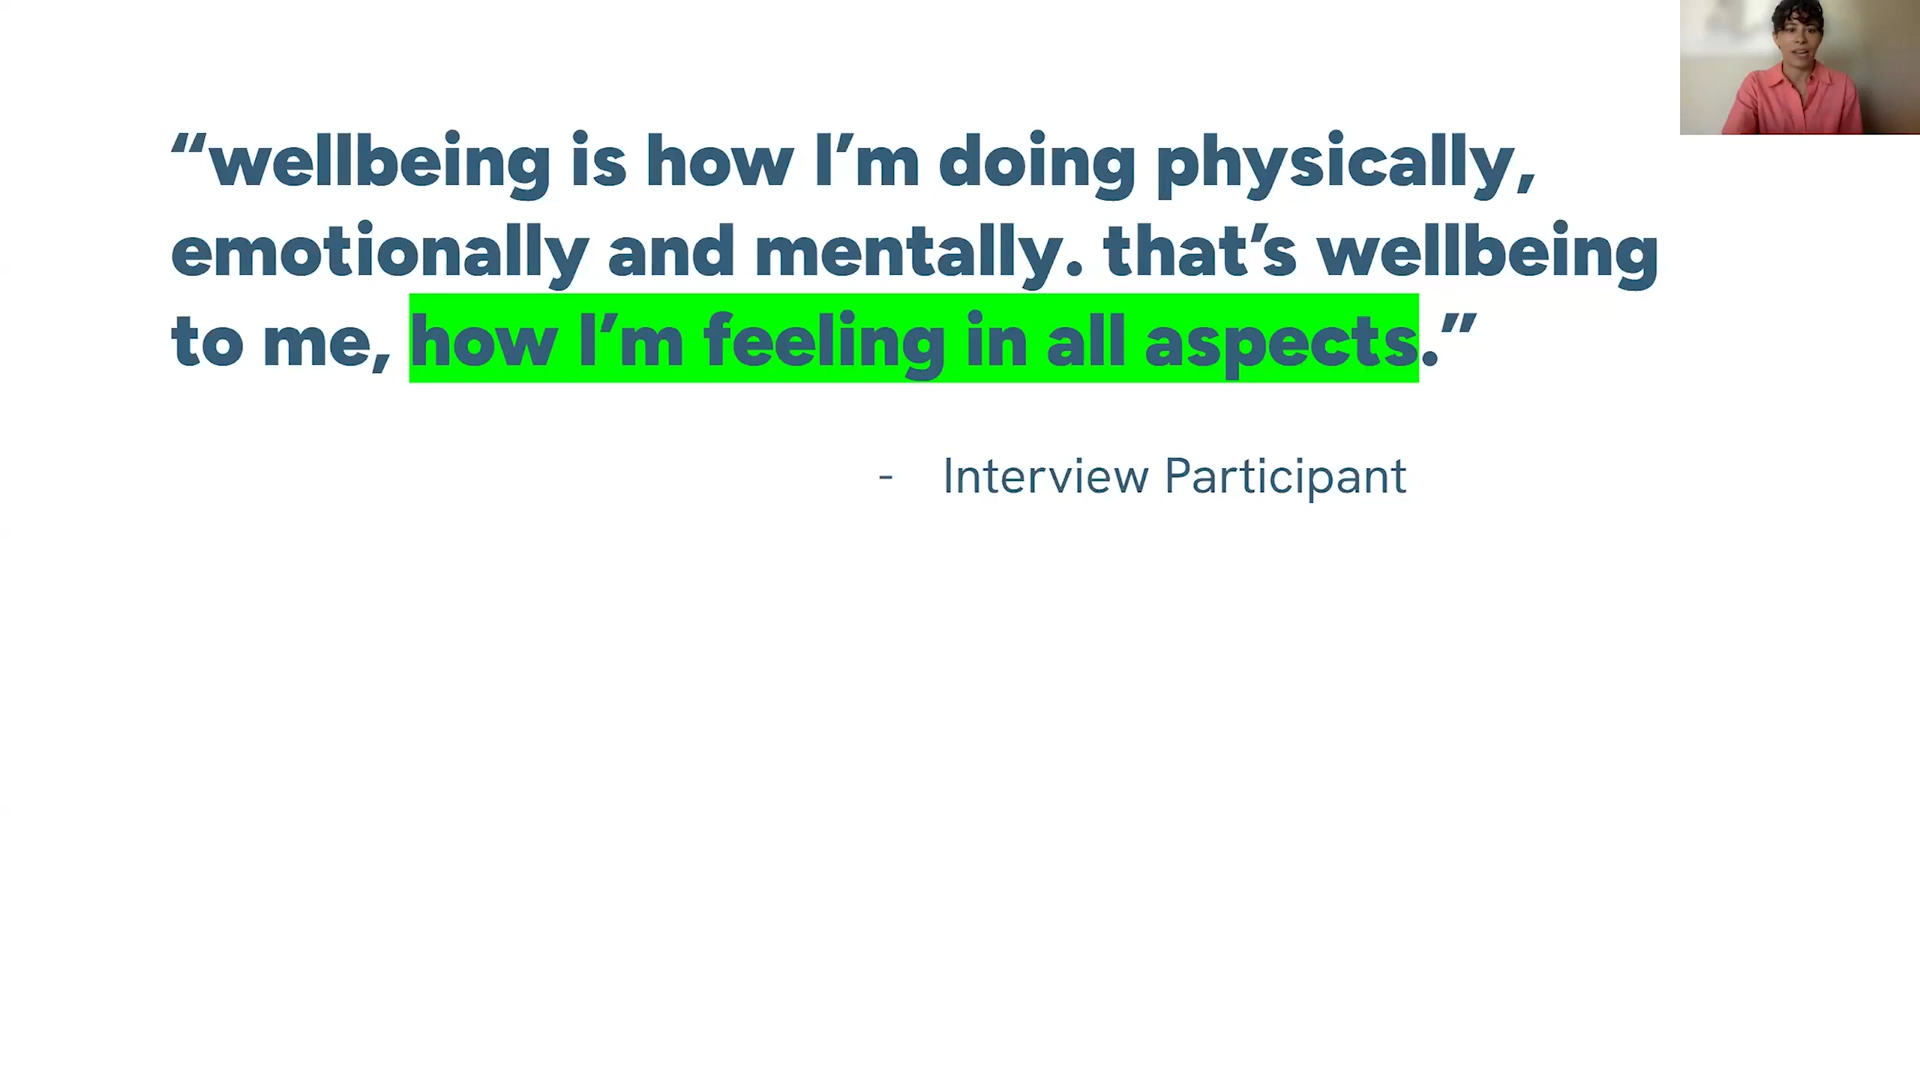 “wellbeing is how I’m doing physically,
emotionally and mentally. that’s wellbeing
to me, how I’m feeling in all aspects.”
- Interview Participant